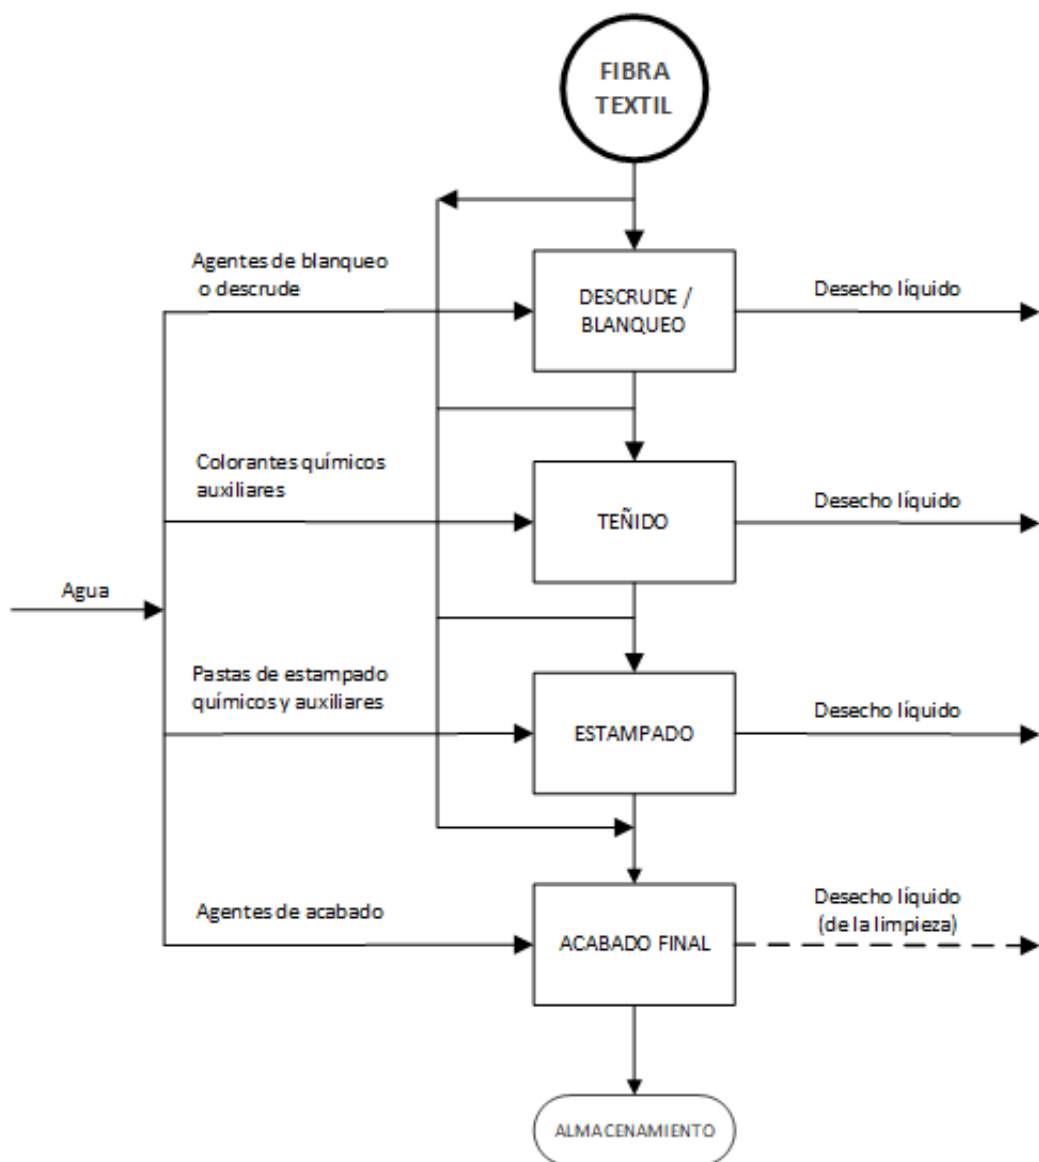 FIBRA
TEXTIL
Agentes de blanqueo
o descrude
DESCRUDE /
BLANQUEO
Desecho líquido
Colorantes químicos
auxiliares
TEÑIDO
Desecho líquido
Agua
Pastas de estampado
químicos y auxiliares
ESTAMPADO
Desecho líquido
Agentes de acabado
ACABADO FINAL
Desecho líquido
(de la limpieza)
ALMACENAMIENTO